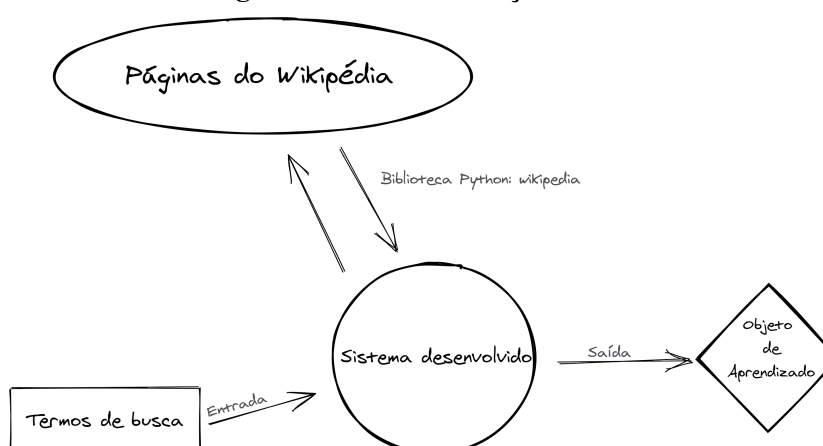 Páginas do Wikipédia
Biblioteca Python: wikipedia
Sistema desenvolvido
Saída
Objeto
de
Aprendizado
Entrada
Termos de busca